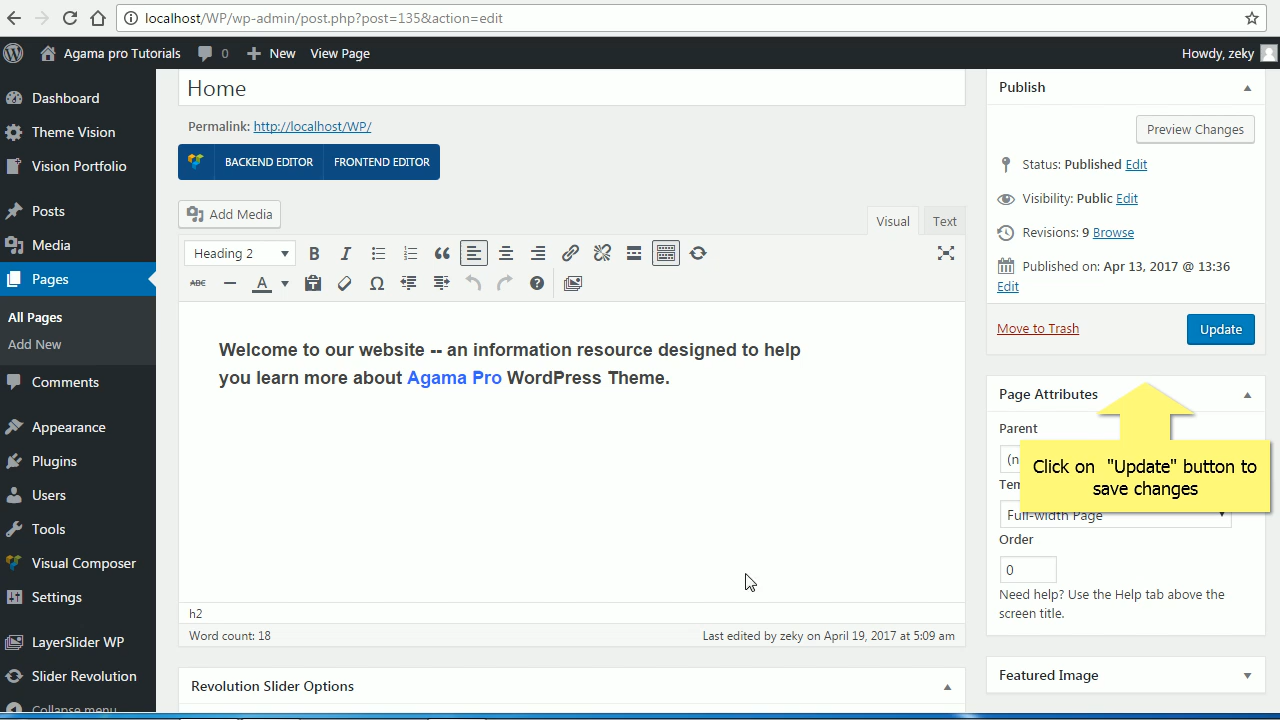 localhost/WP/wp-admin/post.php?post=135&action=edit
Agama pro Tutorials 0 New View Page Howdy, zeky
Dashboard
Theme Vision
Vision Portfolio
Posts
Media
Pages
All Pages
Add New
Comments
Appearance
Plugins
Users
Tools
Visual Composer
Settings
LayerSlider WP
Slider Revolution
Collapse menu
Home
Permalink: http://localhost/WP/
BACKEND EDITOR FRONTEND EDITOR
Add Media
Visual Text
Heading 2 B I
ABC A
Welcome to our website -- an information resource designed to help
you learn more about Agama Pro WordPress Theme.
h2
Word count: 18 Last edited by zeky on April 19, 2017 at 5:09 am
Revolution Slider Options
Publish
Preview Changes
Status: Published Edit
Visibility: Public Edit
Revisions: 9 Browse
Published on: Apr 13, 2017 @ 13:36
Edit
Move to Trash Update
Page Attributes
Parent
Click on "Update" button to
save changes
Full-width Page
Order
0
Need help? Use the Help tab above the
screen title.
Featured Image